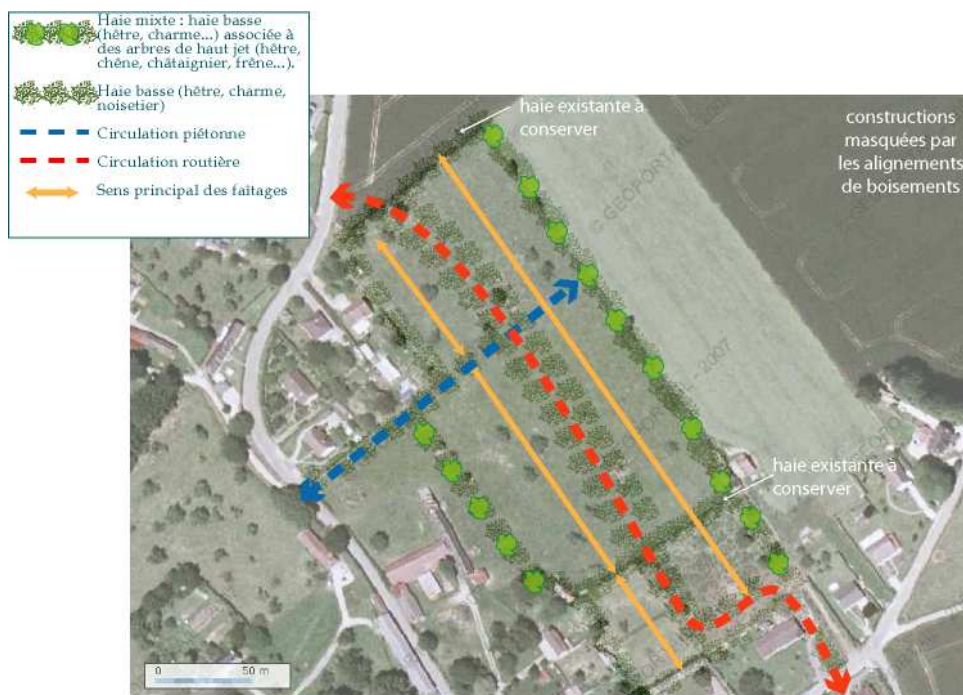 Haie mixte : haie basse
(hêtre, charme...) associée à
des arbres de haut jet (hêtre,
chêne, châtaignier, frêne...).
Haie basse (hêtre, charme,
noisetier)
Circulation piétonne
Circulation routière
Sens principal des faîtages
haie existante à
conserver
constructions
masquées par
les alignements
de boisements
© GEOPORTAIL - 2007
haie existante à
conserver
0 50 m